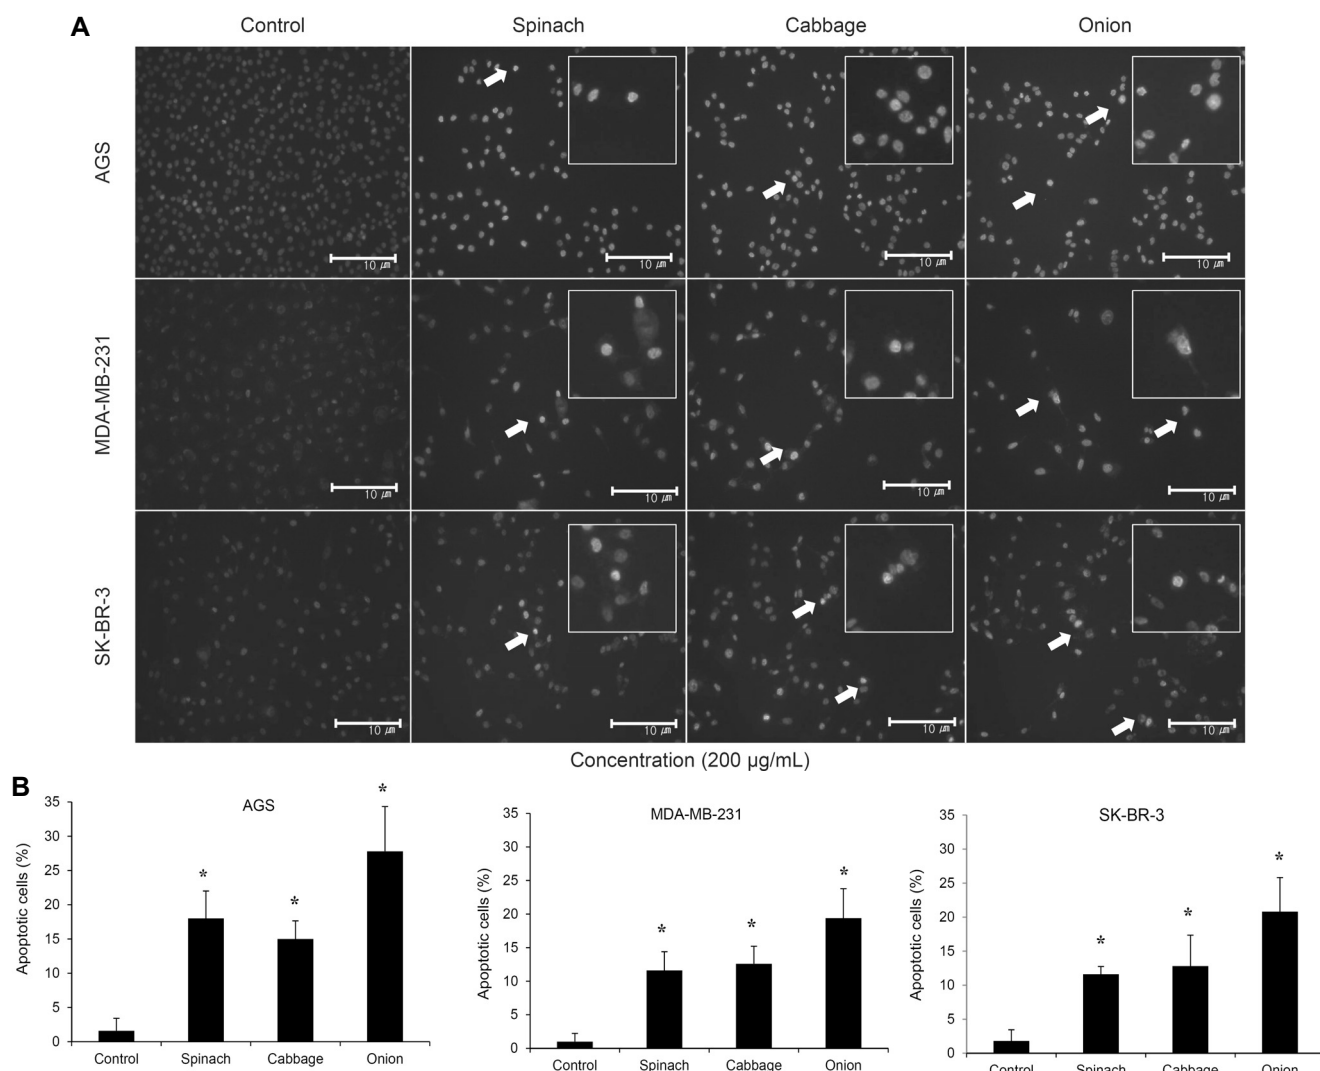 A
Control Spinach Cabbage Onion
AGS
10 ㎛ 10 ㎛ 10 ㎛ 10 ㎛
MDA-MB-231
10 ㎛ 10 ㎛ 10 ㎛ 10 ㎛
SK-BR-3
10 ㎛ 10 ㎛ 10 ㎛ 10 ㎛
Concentration (200 µg/mL)
B
AGS
Apoptotic cells (%)
35
30
25
20
15
10
5
0
* * *
Control Spinach Cabbage Onion
MDA-MB-231
Apoptotic cells (%)
35
30
25
20
15
10
5
0
* * *
Control Spinach Cabbage Onion
SK-BR-3
Apoptotic cells (%)
35
30
25
20
15
10
5
0
* * *
Control Spinach Cabbage Onion